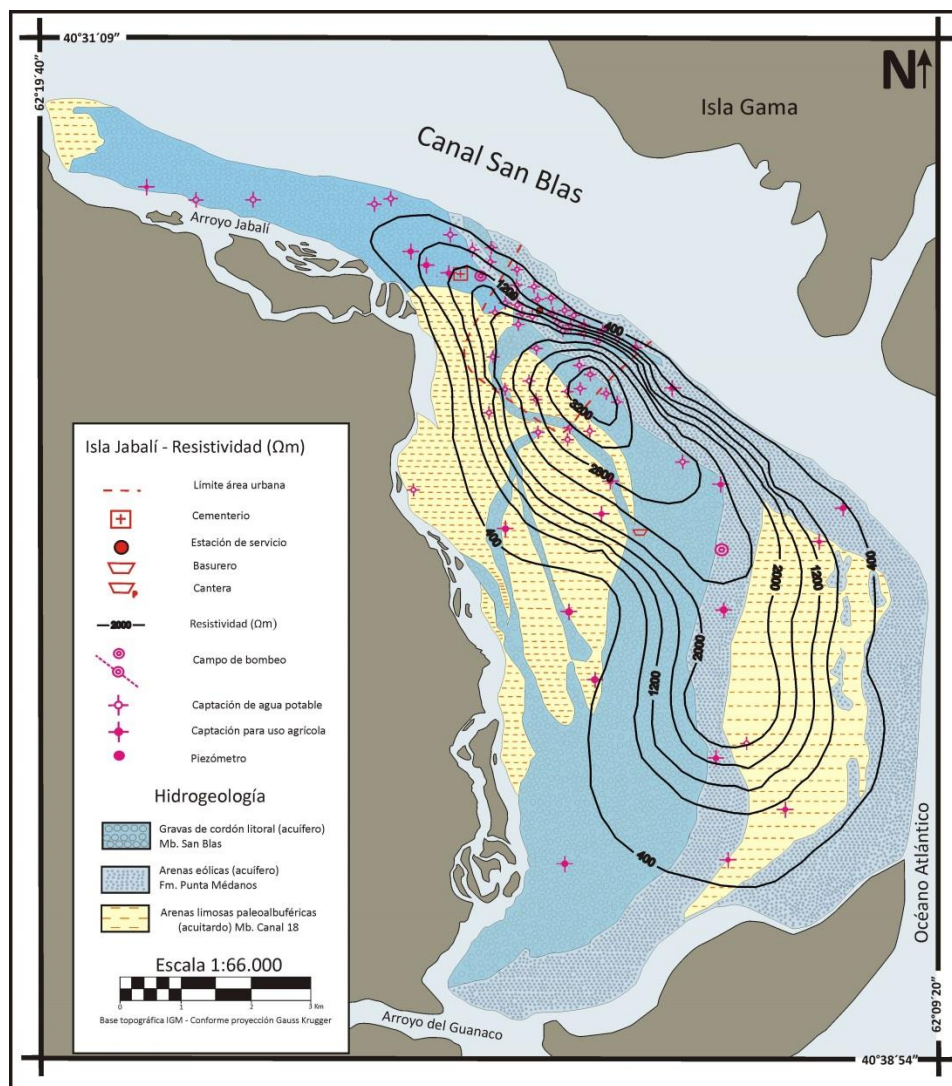 40°31´09”
62°19´40”
N
Isla Gama
Canal San Blas
Arroyo Jabalí
1200
400
3200
2800
400
2000
1200
400
2000
1200
400
Isla Jabalí - Resistividad (Ωm)
Límite área urbana
Cementerio
Estación de servicio
Basurero
Cantera
P
2000
Resistividad (Ωm)
Campo de bombeo
Captación de agua potable
Captación para uso agrícola
Piezómetro
Hidrogeología
Gravas de cordón litoral (acuífero)
Mb. San Blas
Arenas eólicas (acuífero)
Fm. Punta Médanos
Arenas limosas paleoalbuféricas
(acuitardo) Mb. Canal 18
Escala 1:66.000
0 1 2 3 Km
Base topográfica IGM - Conforme proyección Gauss Krugger
Arroyo del Guanaco
Océano Atlántico
62°09´20”
40°38´54”